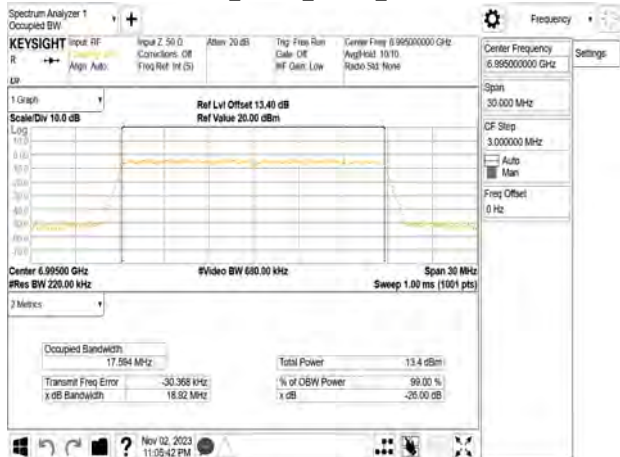 Spectrum Analyzer 1
Occupied BW
Frequency
KEYSIGHT
Input: RF
Input Z: 50 Ω
Atten: 20 dB
Trig: Free Run
Center Freq: 6.995000000 GHz
R
Corrections: Off
Gate: Off
Avg|Hold: 10/10
Align: Auto
Freq Ref: Int (S)
#IF Gain: Low
Radio Std: None
Center Frequency
6.995000000 GHz
Settings
Span
30.000 MHz
CF Step
3.000000 MHz
Auto
Man
Freq Offset
0 Hz
1 Graph
Ref Lvl Offset 13.40 dB
Scale/Div 10.0 dB
Ref Value 20.00 dBm
Log
Center 6.99500 GHz
#Video BW 680.00 kHz
Span 30 MHz
#Res BW 220.00 kHz
Sweep 1.00 ms (1001 pts)
2 Metrics
Occupied Bandwidth
17.594 MHz
Total Power
13.4 dBm
Transmit Freq Error
-30.368 kHz
% of OBW Power
99.00 %
x dB Bandwidth
18.92 MHz
x dB
-26.00 dB
Nov 02, 2023
11:05:42 PM